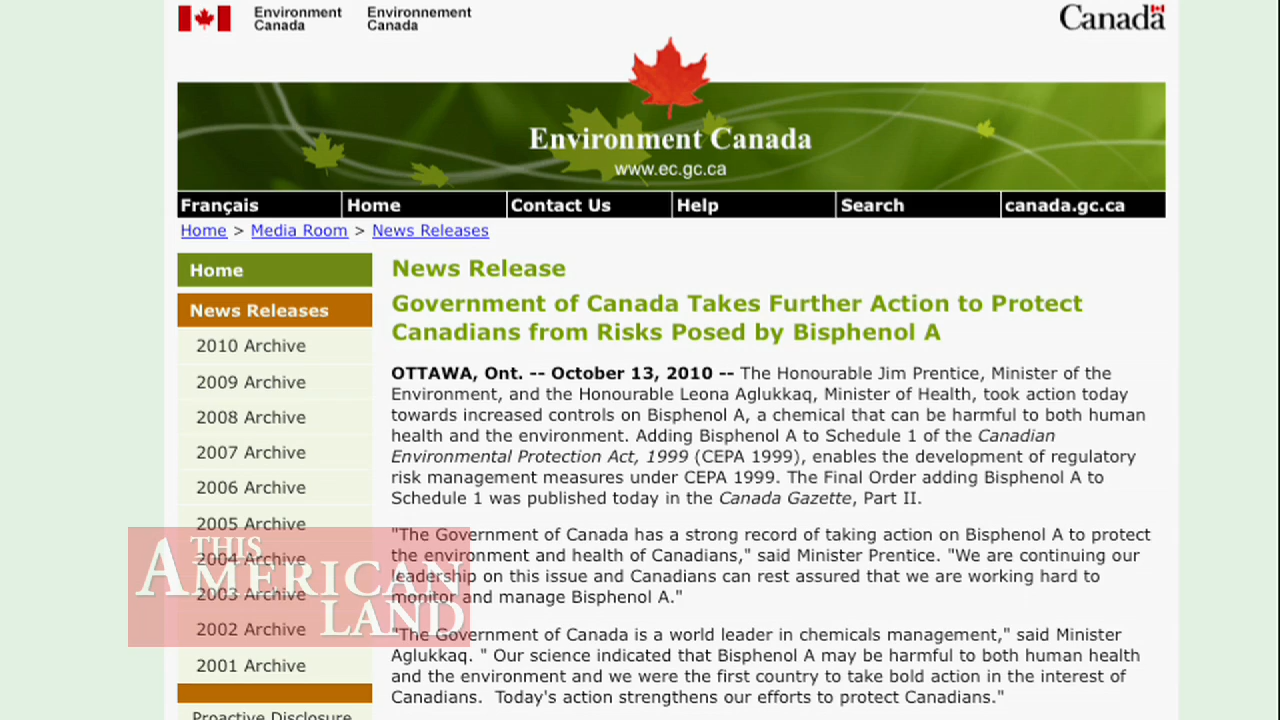 Environment Canada
Environnement Canada
Canada
Environment Canada
www.ec.gc.ca
Français
Home
Contact Us
Help
Search
canada.gc.ca
Home > Media Room > News Releases
Home
News Releases
2010 Archive
2009 Archive
2008 Archive
2007 Archive
2006 Archive
2005 Archive
2004 Archive
2003 Archive
2002 Archive
2001 Archive
Proactive Disclosure
THIS
AMERICAN
LAND
News Release
Government of Canada Takes Further Action to Protect
Canadians from Risks Posed by Bisphenol A
OTTAWA, Ont. -- October 13, 2010 -- The Honourable Jim Prentice, Minister of the
Environment, and the Honourable Leona Aglukkaq, Minister of Health, took action today
towards increased controls on Bisphenol A, a chemical that can be harmful to both human
health and the environment. Adding Bisphenol A to Schedule 1 of the Canadian
Environmental Protection Act, 1999 (CEPA 1999), enables the development of regulatory
risk management measures under CEPA 1999. The Final Order adding Bisphenol A to
Schedule 1 was published today in the Canada Gazette, Part II.
"The Government of Canada has a strong record of taking action on Bisphenol A to protect
the environment and health of Canadians," said Minister Prentice. "We are continuing our
leadership on this issue and Canadians can rest assured that we are working hard to
monitor and manage Bisphenol A."
"The Government of Canada is a world leader in chemicals management," said Minister
Aglukkaq. " Our science indicated that Bisphenol A may be harmful to both human health
and the environment and we were the first country to take bold action in the interest of
Canadians. Today's action strengthens our efforts to protect Canadians."